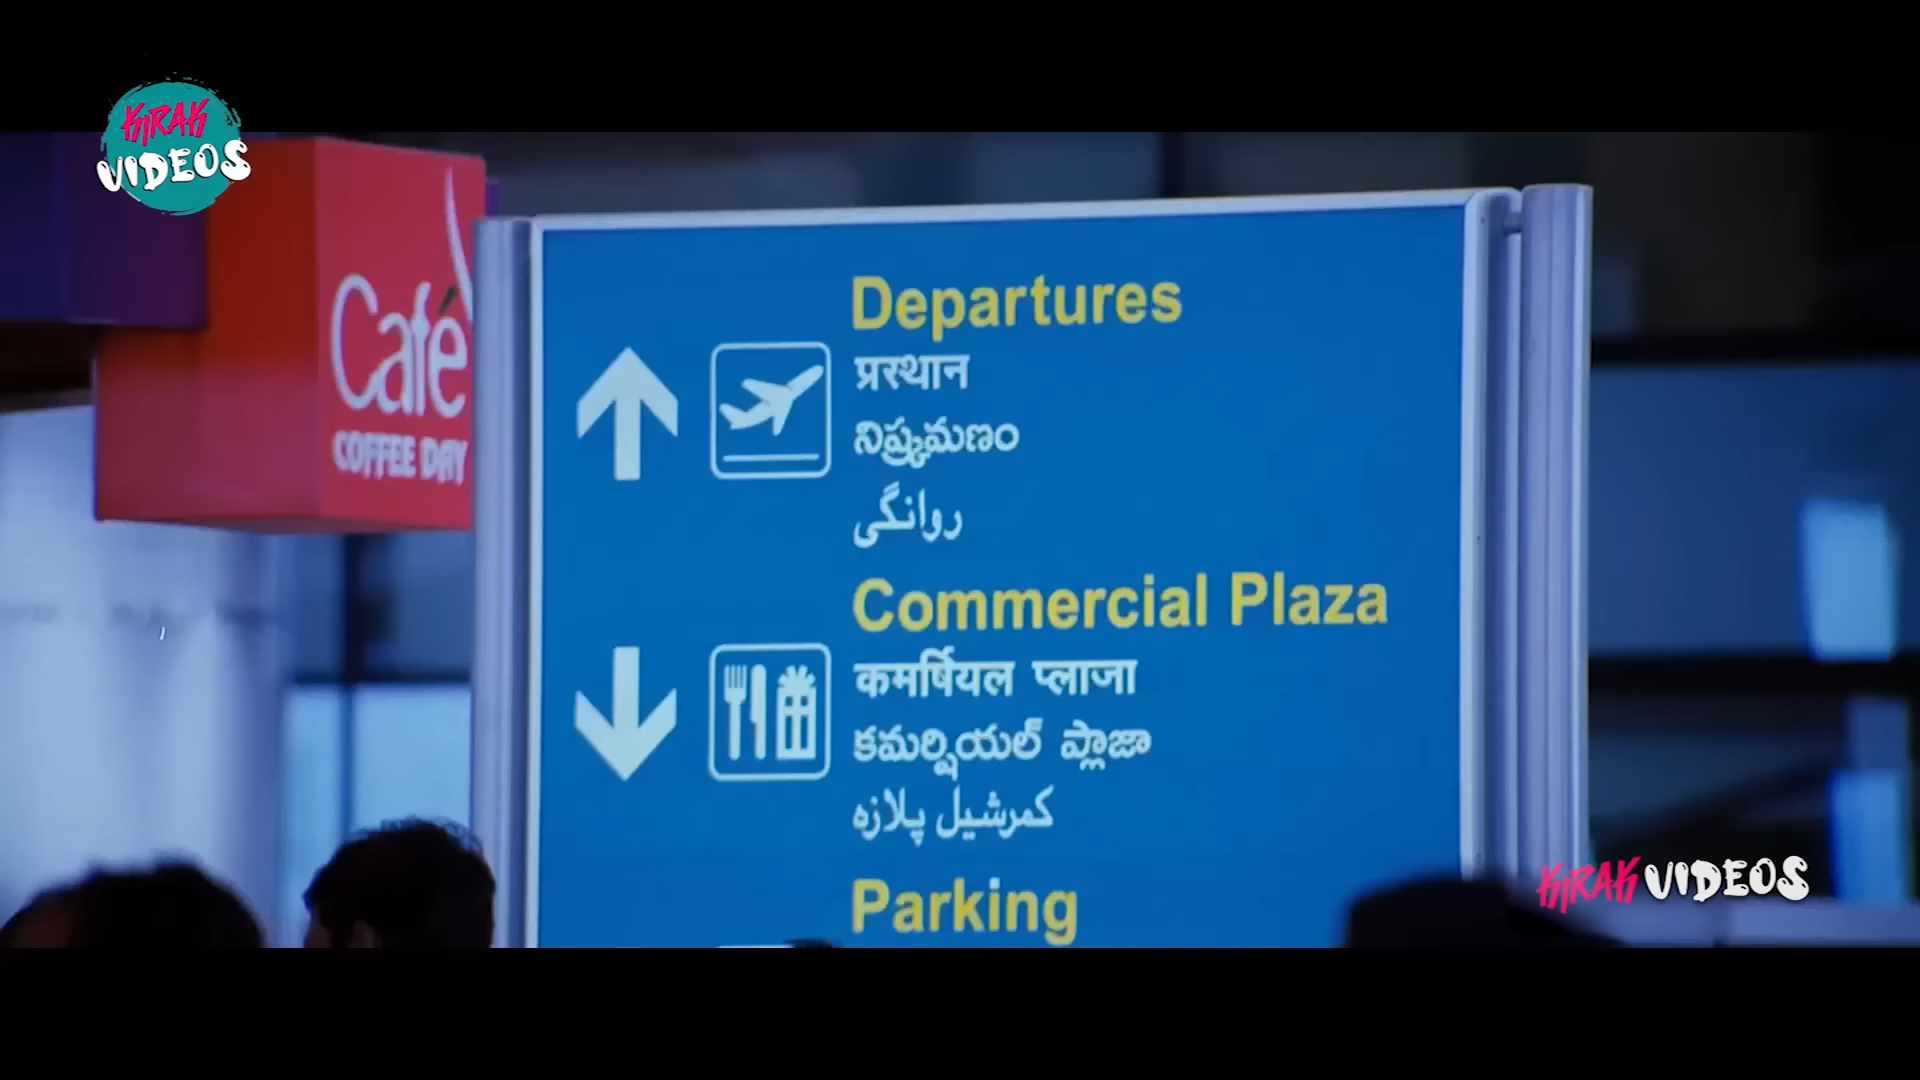 KIRAK
VIDEOS
Café
COFFEE DAY
Departures
प्रस्थान
నిష్క్రమణం
روانگی
Commercial Plaza
कमर्षियल प्लाजा
కమర్షియల్ ప్లాజా
کمرشیل پلازہ
Parking
KIRAK VIDEOS